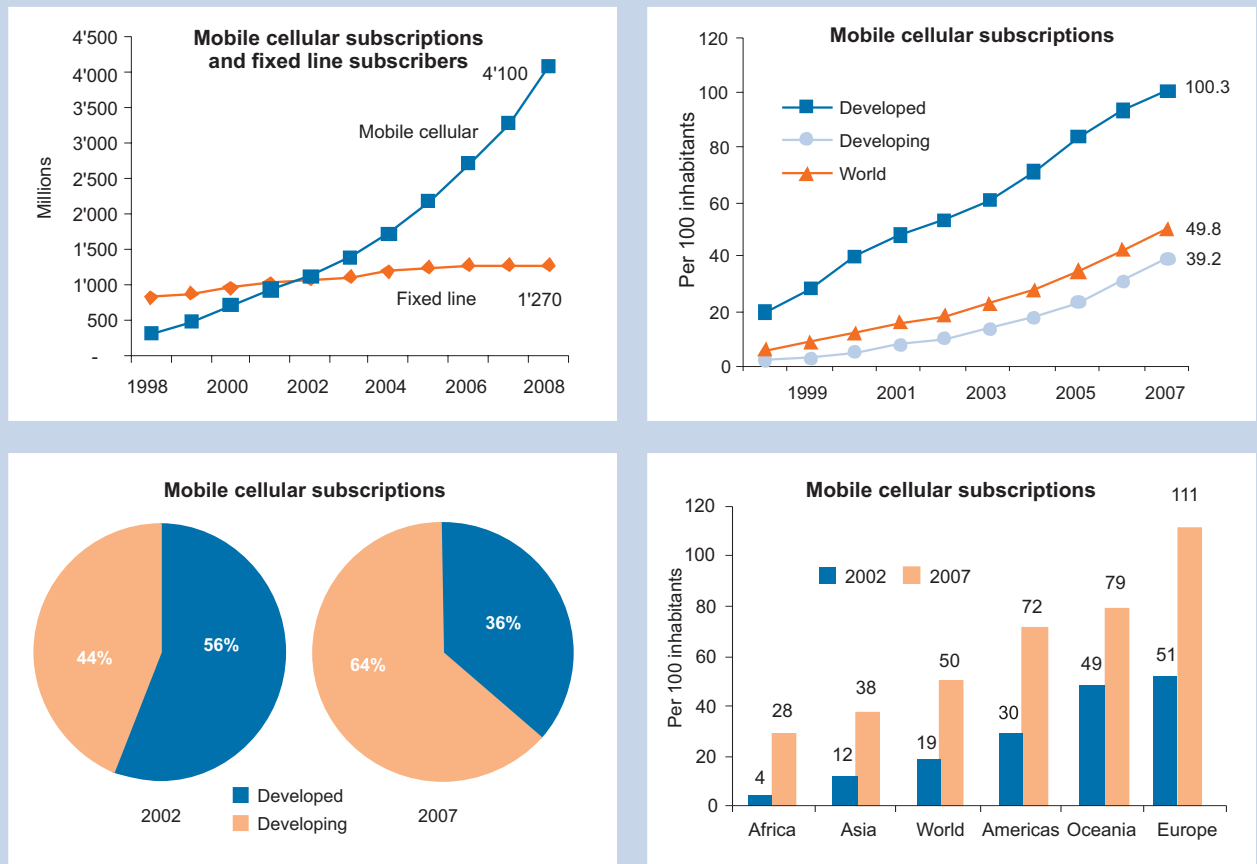 Mobile cellular subscriptions
and fixed line subscribers
4'500
4'000
3'500
3'000
2'500
2'000
1'500
1'000
500
-
Millions
4'100
Mobile cellular
Fixed line
1'270
1998 2000 2002 2004 2006 2008
Mobile cellular subscriptions
120
100
80
60
40
20
0
Per 100 inhabitants
Developed
Developing
World
100.3
49.8
39.2
1999 2001 2003 2005 2007
Mobile cellular subscriptions
44%
56%
64%
36%
2002
Developed
Developing
2007
Mobile cellular subscriptions
120
100
80
60
40
20
0
Per 100 inhabitants
2002 2007
4 28
12 38
19 50
30 72
49 79
51 111
Africa Asia World Americas Oceania Europe